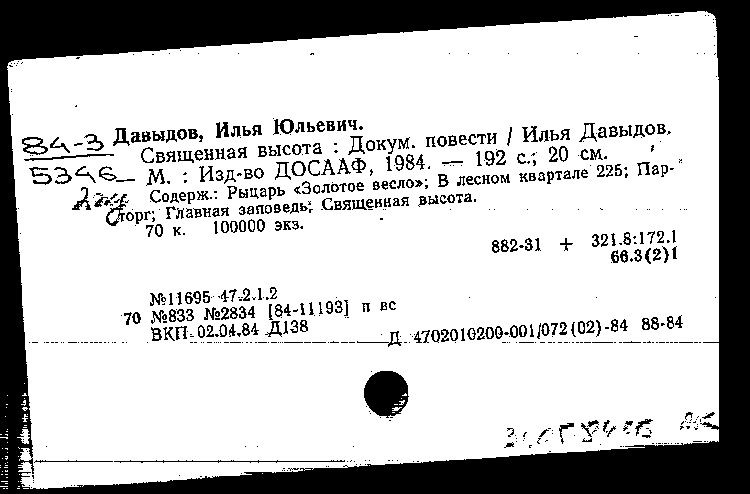 Давыдов, Илья Юльевич.
84-3 Священная высота : Докум. повести / Илья Давыдов.
5346 М. : Изд-во ДОСААФ, 1984. — 192 с.; 20 см.
Содерж.: Рыцарь «Золотое весло»; В лесном квартале 225; Пар-
торг; Главная заповедь; Священная высота.
70 к. 100000 экз.
882-31 + 321.8:172.1
66.3(2)1
№11695 47.2.1.2
70 №833 №2834 [84-11193] п вс
ВКП 02.04.84 Д138
Д 4702010200-001/072(02)-84 88-84